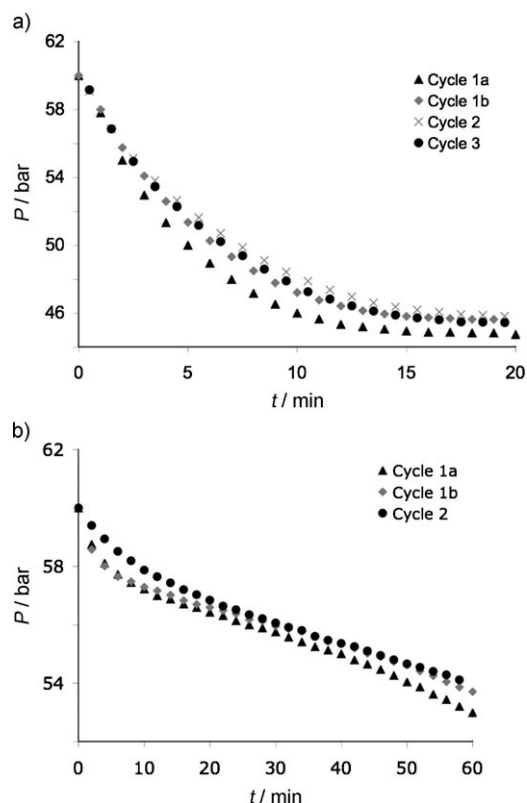 a)
62
58
54
50
46
P / bar
Cycle 1a
Cycle 1b
Cycle 2
Cycle 3
0 5 10 15 20
t / min
b)
62
58
54
P / bar
Cycle 1a
Cycle 1b
Cycle 2
0 10 20 30 40 50 60
t / min